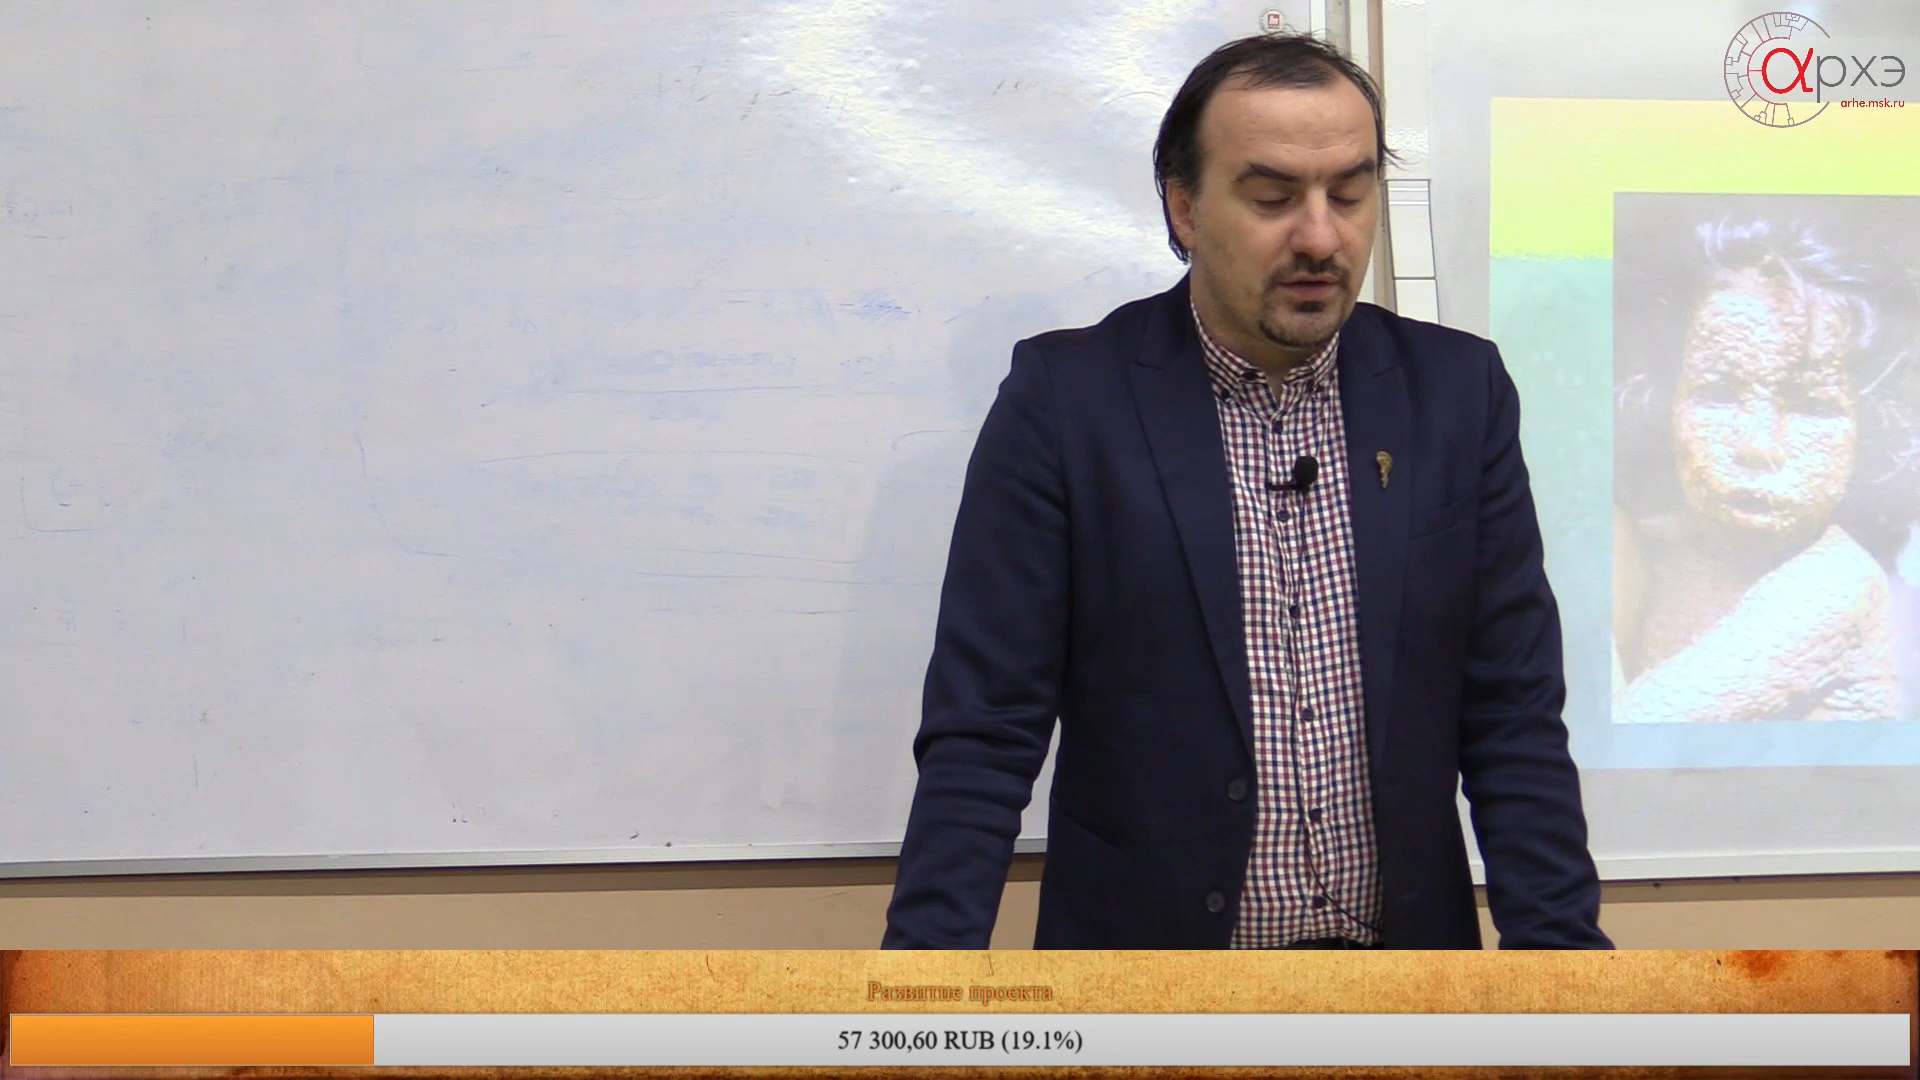 αрхэ
arhe.msk.ru
Развитие проекта
57 300,60 RUB (19.1%)